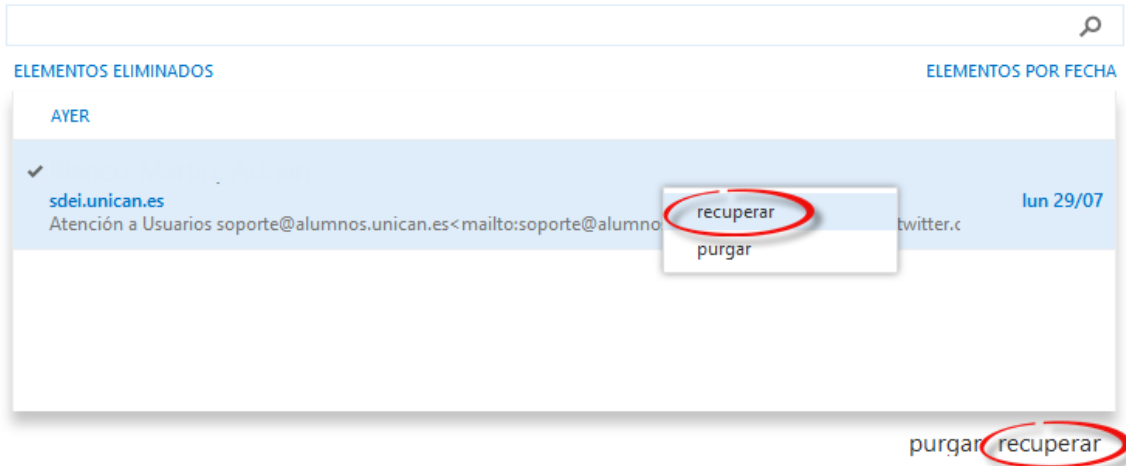 ELEMENTOS ELIMINADOS ELEMENTOS POR FECHA
AYER
sdei.unican.es lun 29/07
Atención a Usuarios soporte@alumnos.unican.es<mailto:soporte@alumno twitter.c
recuperar
purgar
purgar recuperar